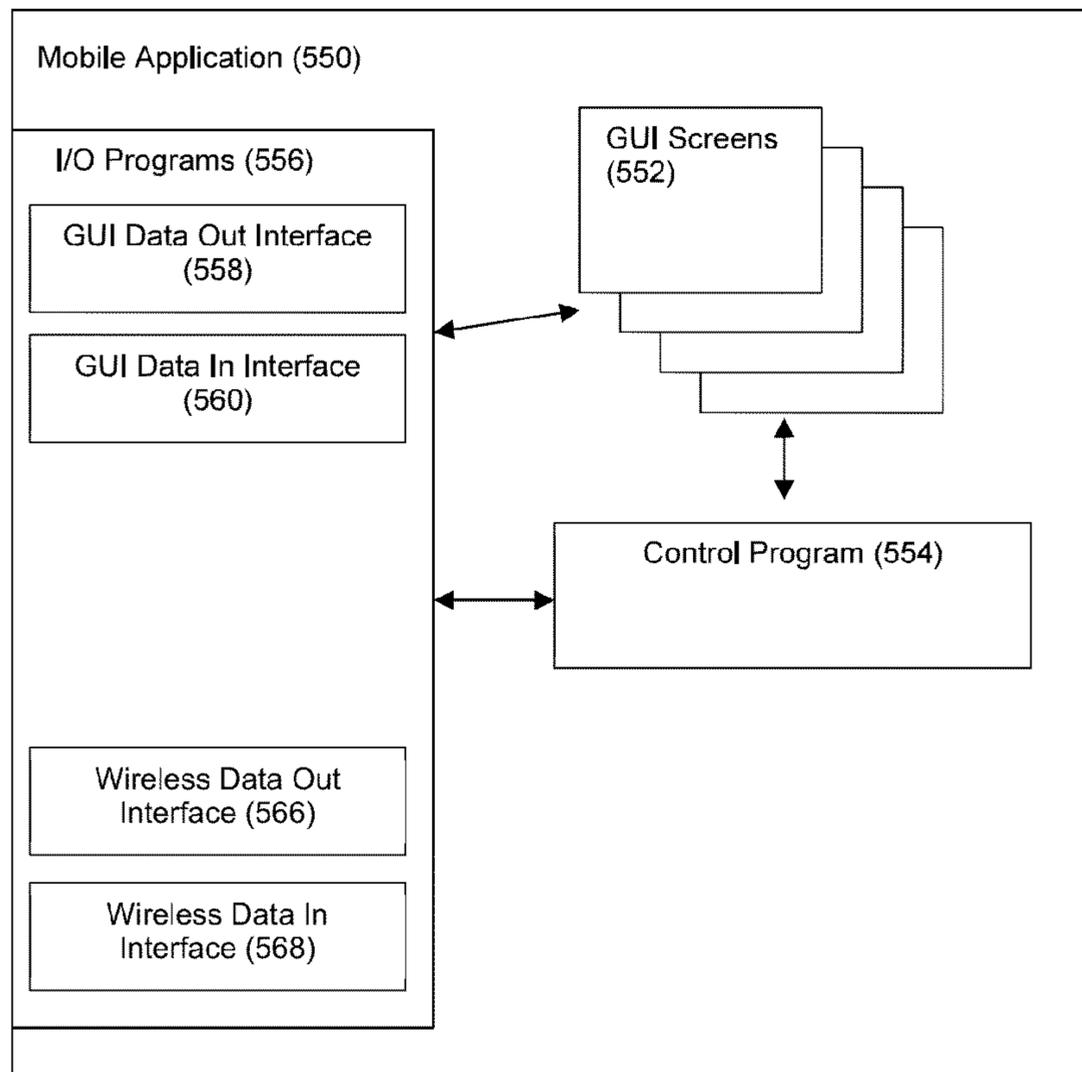 Mobile Application (550)
I/O Programs (556)
GUI Data Out Interface
(558)
GUI Data In Interface
(560)
Wireless Data Out
Interface (566)
Wireless Data In
Interface (568)
GUI Screens
(552)
Control Program (554)